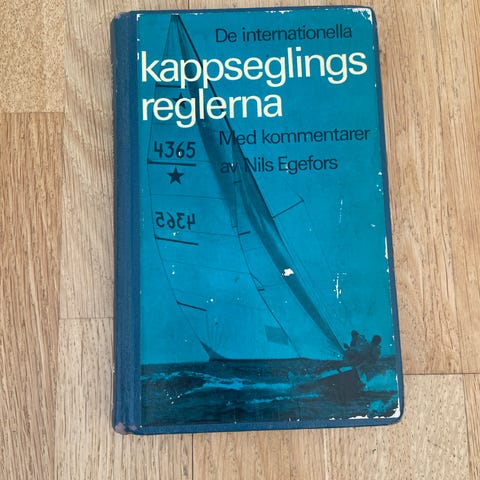 De internationella
kappseglings
reglerna
Med kommentarer
av Nils Egefors
4365
4365